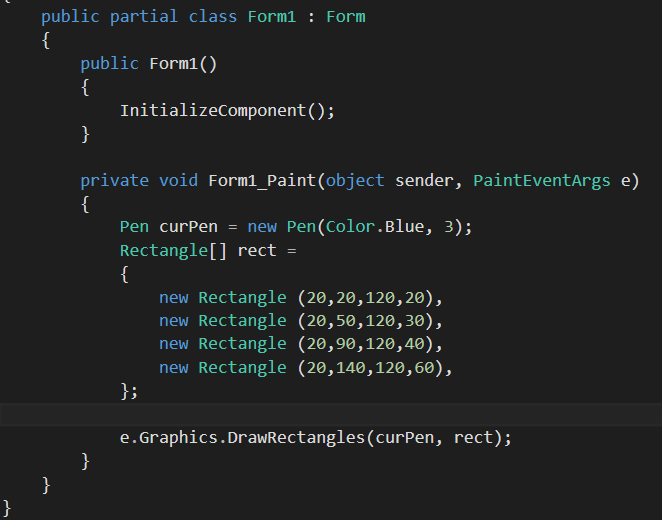 public partial class Form1 : Form
{
public Form1()
{
InitializeComponent();
}
private void Form1_Paint(object sender, PaintEventArgs e)
{
Pen curPen = new Pen(Color.Blue, 3);
Rectangle[] rect =
{
new Rectangle (20,20,120,20),
new Rectangle (20,50,120,30),
new Rectangle (20,90,120,40),
new Rectangle (20,140,120,60),
};
e.Graphics.DrawRectangles(curPen, rect);
}
}
}